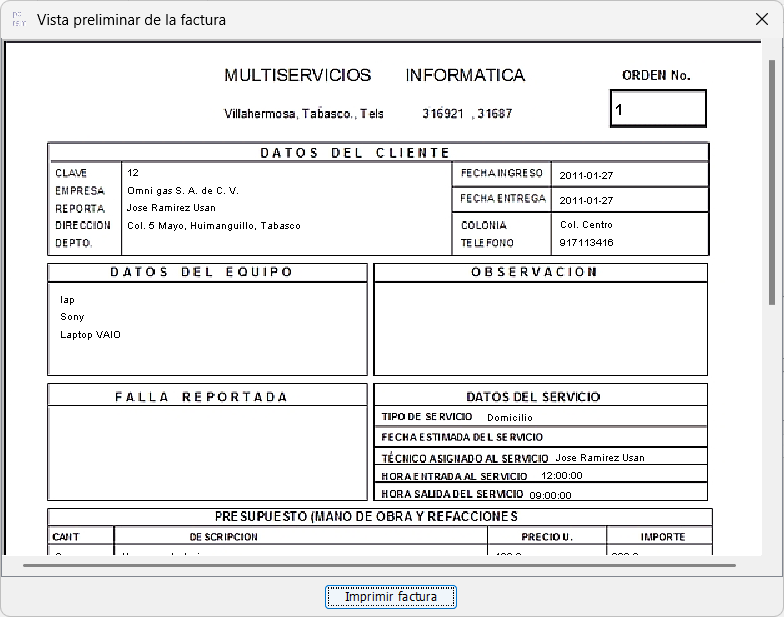 Vista preliminar de la factura
MULTISERVICIOS INFORMATICA
ORDEN No.
Villahermosa, Tabasco., Tels 316921 , 31687
1
DATOS DEL CLIENTE
CLAVE 12
FECHA INGRESO 2011-01-27
EMPRESA Omni gas S. A. de C. V.
FECHA ENTREGA 2011-01-27
REPORTA Jose Ramirez Usan
DIRECCION Col. 5 Mayo, Huimanguillo, Tabasco
COLONIA Col. Centro
DEPTO.
TELEFONO 917113416
DATOS DEL EQUIPO
OBSERVACION
lap
Sony
Laptop VAIO
FALLA REPORTADA
DATOS DEL SERVICIO
TIPO DE SERVICIO Domicilio
FECHA ESTIMADA DEL SERVICIO
TÉCNICO ASIGNADO AL SERVICIO Jose Ramirez Usan
HORA ENTRADA AL SERVICIO 12:00:00
HORA SALIDA DEL SERVICIO 09:00:00
PRESUPUESTO (MANO DE OBRA Y REFACCIONES
CANT DESCRIPCION PRECIO U. IMPORTE
Imprimir factura